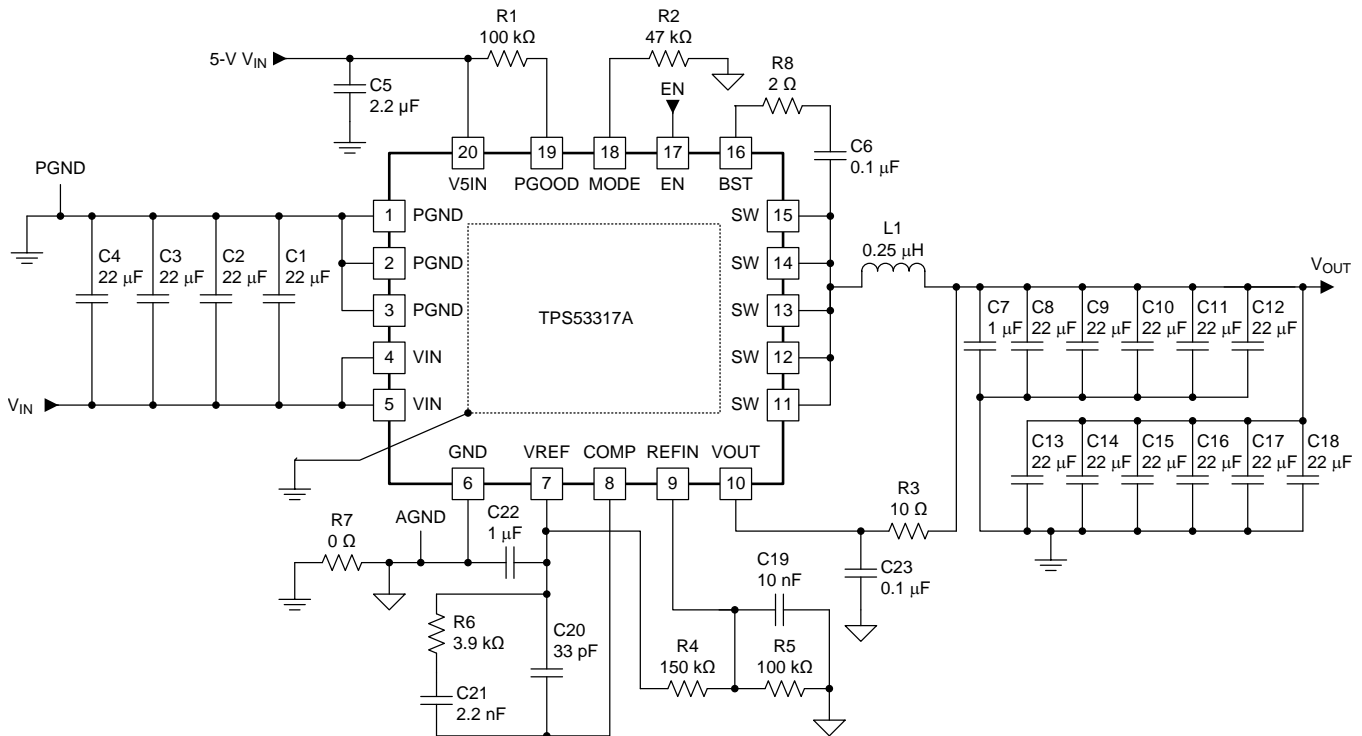 R1
100 kΩ
R2
47 kΩ
5-V VIN
C5
2.2 µF
EN
R8
2 Ω
20
19
18
17
16
V5IN
PGOOD
MODE
EN
BST
C6
0.1 µF
PGND
1
PGND
2
PGND
3
PGND
4
VIN
5
VIN
C4
22 µF
C3
22 µF
C2
22 µF
C1
22 µF
VIN
TPS53317A
SW
15
SW
14
SW
13
SW
12
SW
11
L1
0.25 µH
VOUT
C7
1 µF
C8
22 µF
C9
22 µF
C10
22 µF
C11
22 µF
C12
22 µF
C13
22 µF
C14
22 µF
C15
22 µF
C16
22 µF
C17
22 µF
C18
22 µF
GND
VREF
COMP
REFIN
VOUT
6
7
8
9
10
R7
0 Ω
AGND
C22
1 µF
R3
10 Ω
C19
10 nF
C23
0.1 µF
R6
3.9 kΩ
C20
33 pF
R4
150 kΩ
R5
100 kΩ
C21
2.2 nF